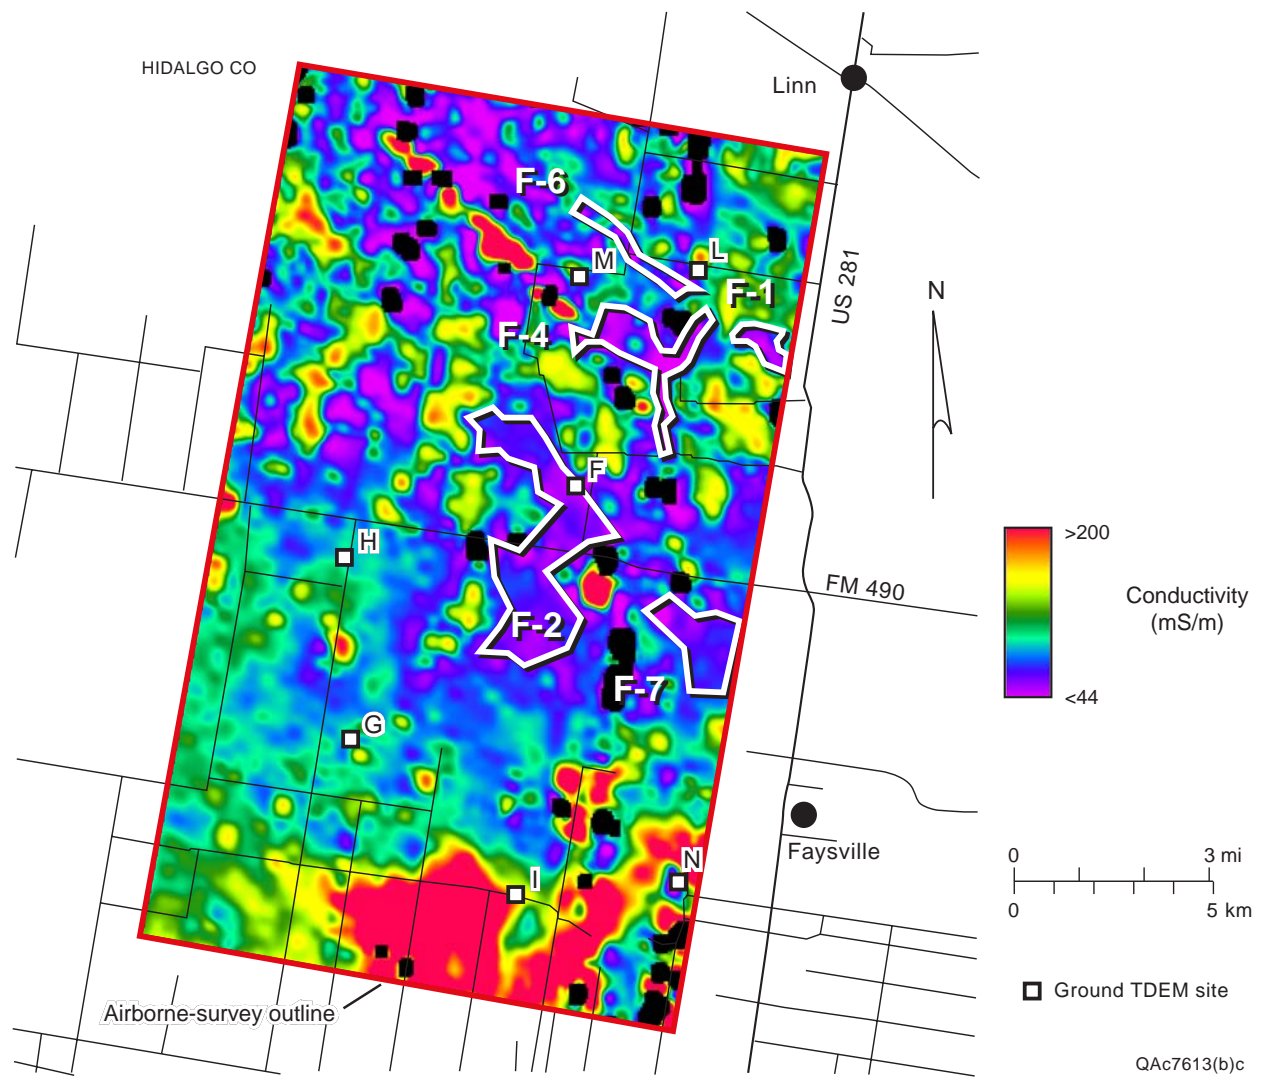 HIDALGO CO
Linn
F-6
M
L
F-1
US 281
N
F-4
F
H
FM 490
>200
Conductivity
(mS/m)
<44
F-2
F-7
G
Faysville
N
I
0
3 mi
0
5 km
Ground TDEM site
Airborne-survey outline
QAc7613(b)c